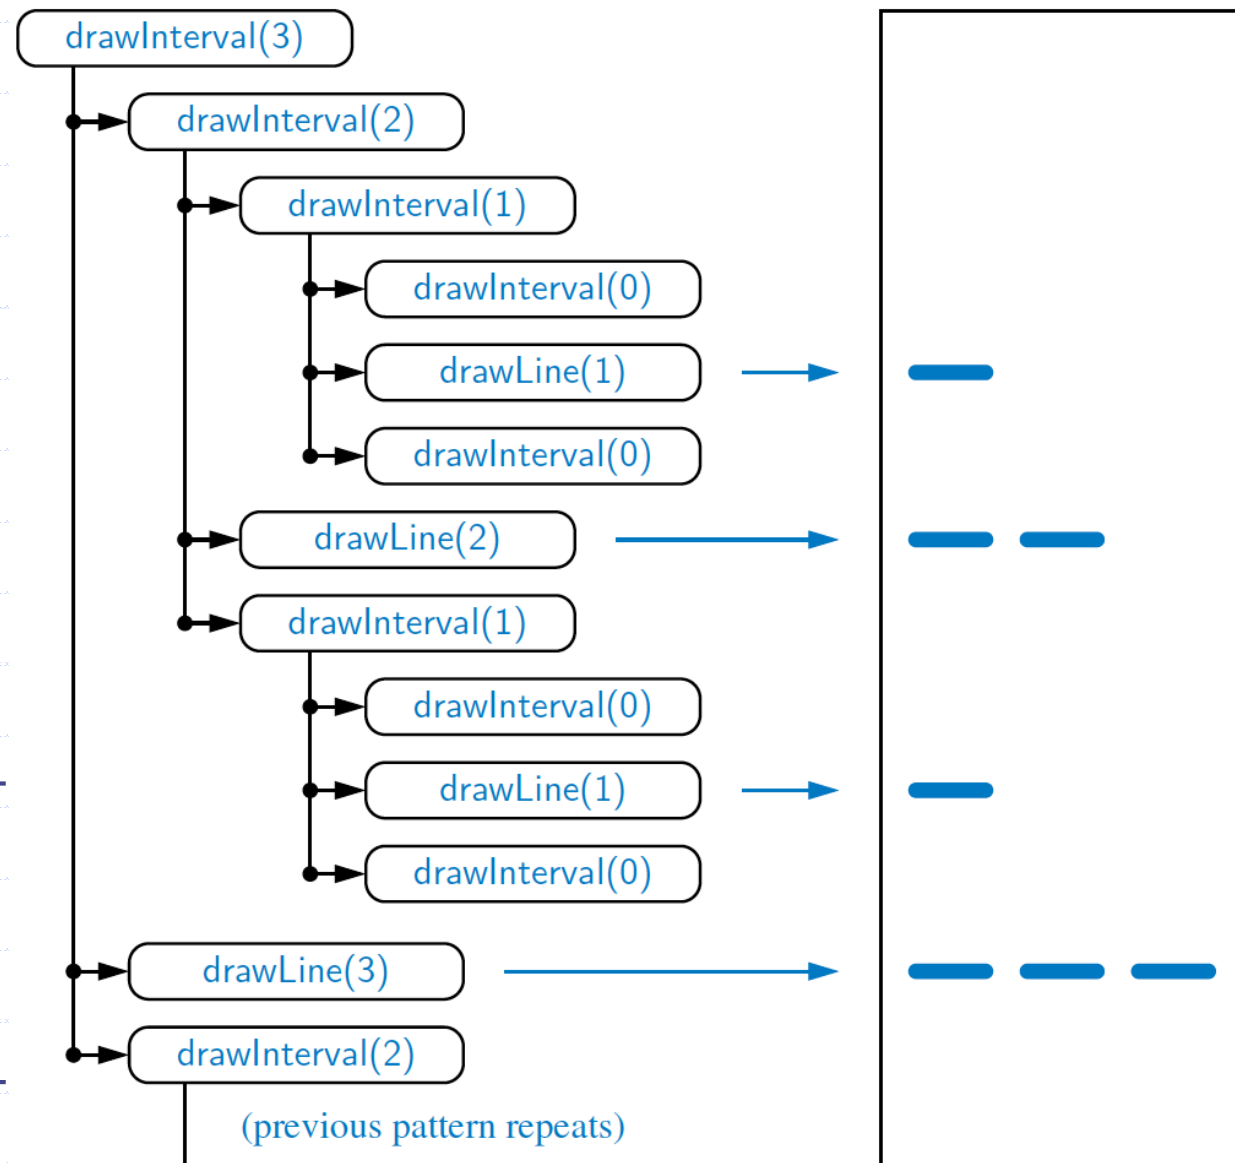 drawInterval(3)
drawInterval(2)
drawInterval(1)
drawInterval(0)
drawLine(1)
drawInterval(0)
drawLine(2)
drawInterval(1)
drawInterval(0)
drawLine(1)
drawInterval(0)
drawLine(3)
drawInterval(2)
(previous pattern repeats)